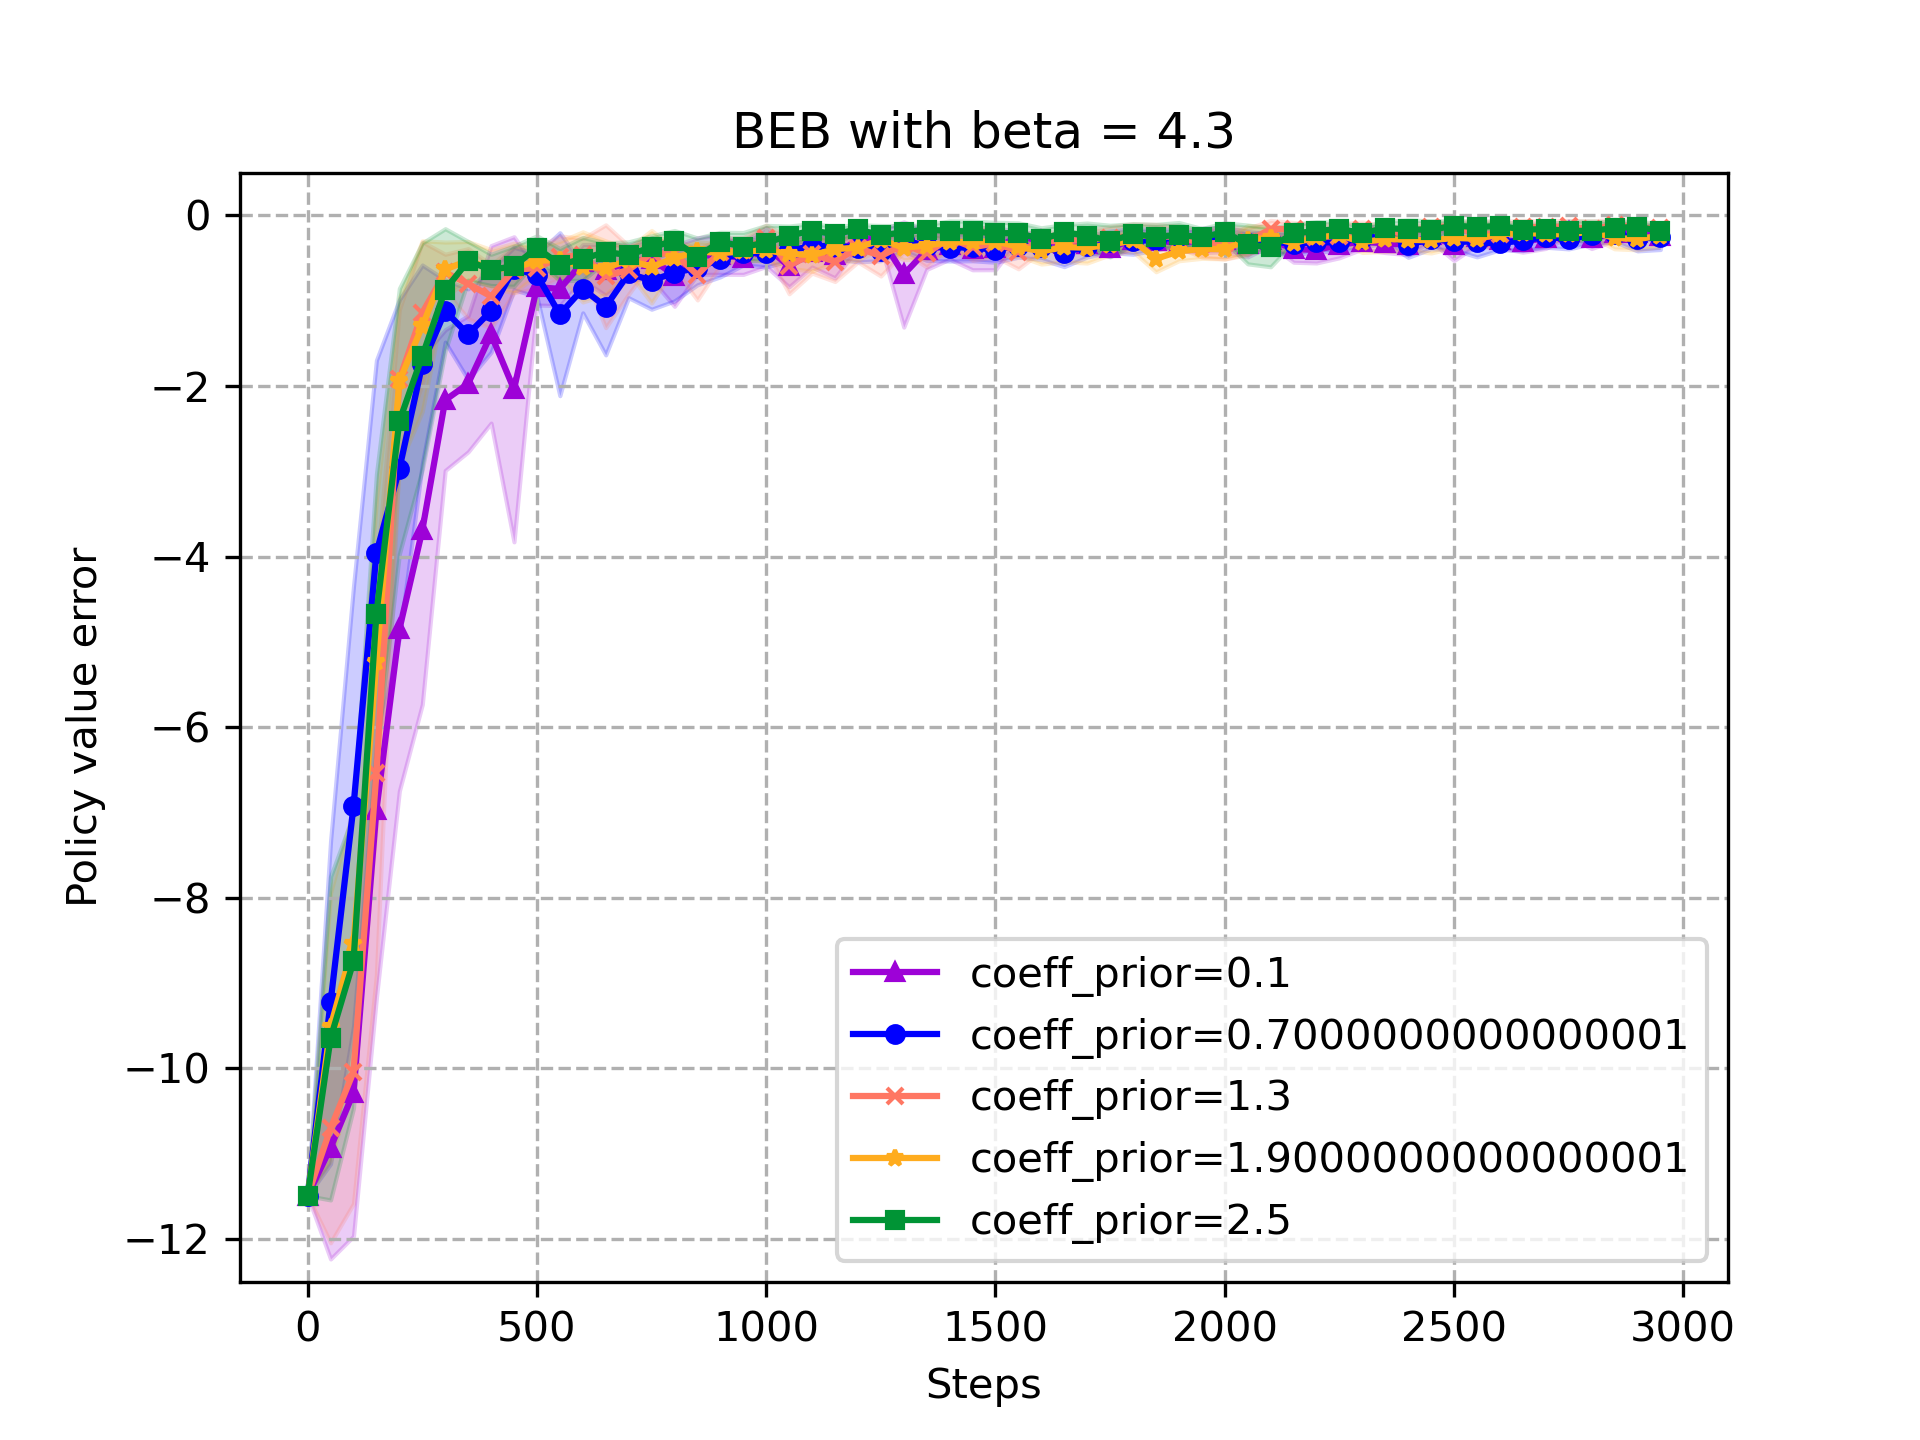 BEB with beta = 4.3
Policy value error
0
−2
−4
−6
−8
−10
−12
coeff_prior=0.1
coeff_prior=0.7000000000000001
coeff_prior=1.3
coeff_prior=1.9000000000000001
coeff_prior=2.5
0 500 1000 1500 2000 2500 3000
Steps